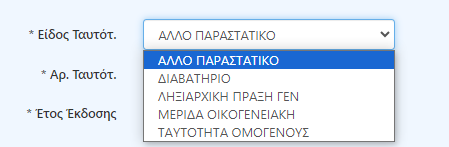 * Είδος Ταυτότ. ΑΛΛΟ ΠΑΡΑΣΤΑΤΙΚΟ
ΑΛΛΟ ΠΑΡΑΣΤΑΤΙΚΟ
* Αρ. Ταυτότ. ΔΙΑΒΑΤΗΡΙΟ
ΛΗΞΙΑΡΧΙΚΗ ΠΡΑΞΗ ΓΕΝ
* Έτος Έκδοσης ΜΕΡΙΔΑ ΟΙΚΟΓΕΝΕΙΑΚΗ
ΤΑΥΤΟΤΗΤΑ ΟΜΟΓΕΝΟΥΣ